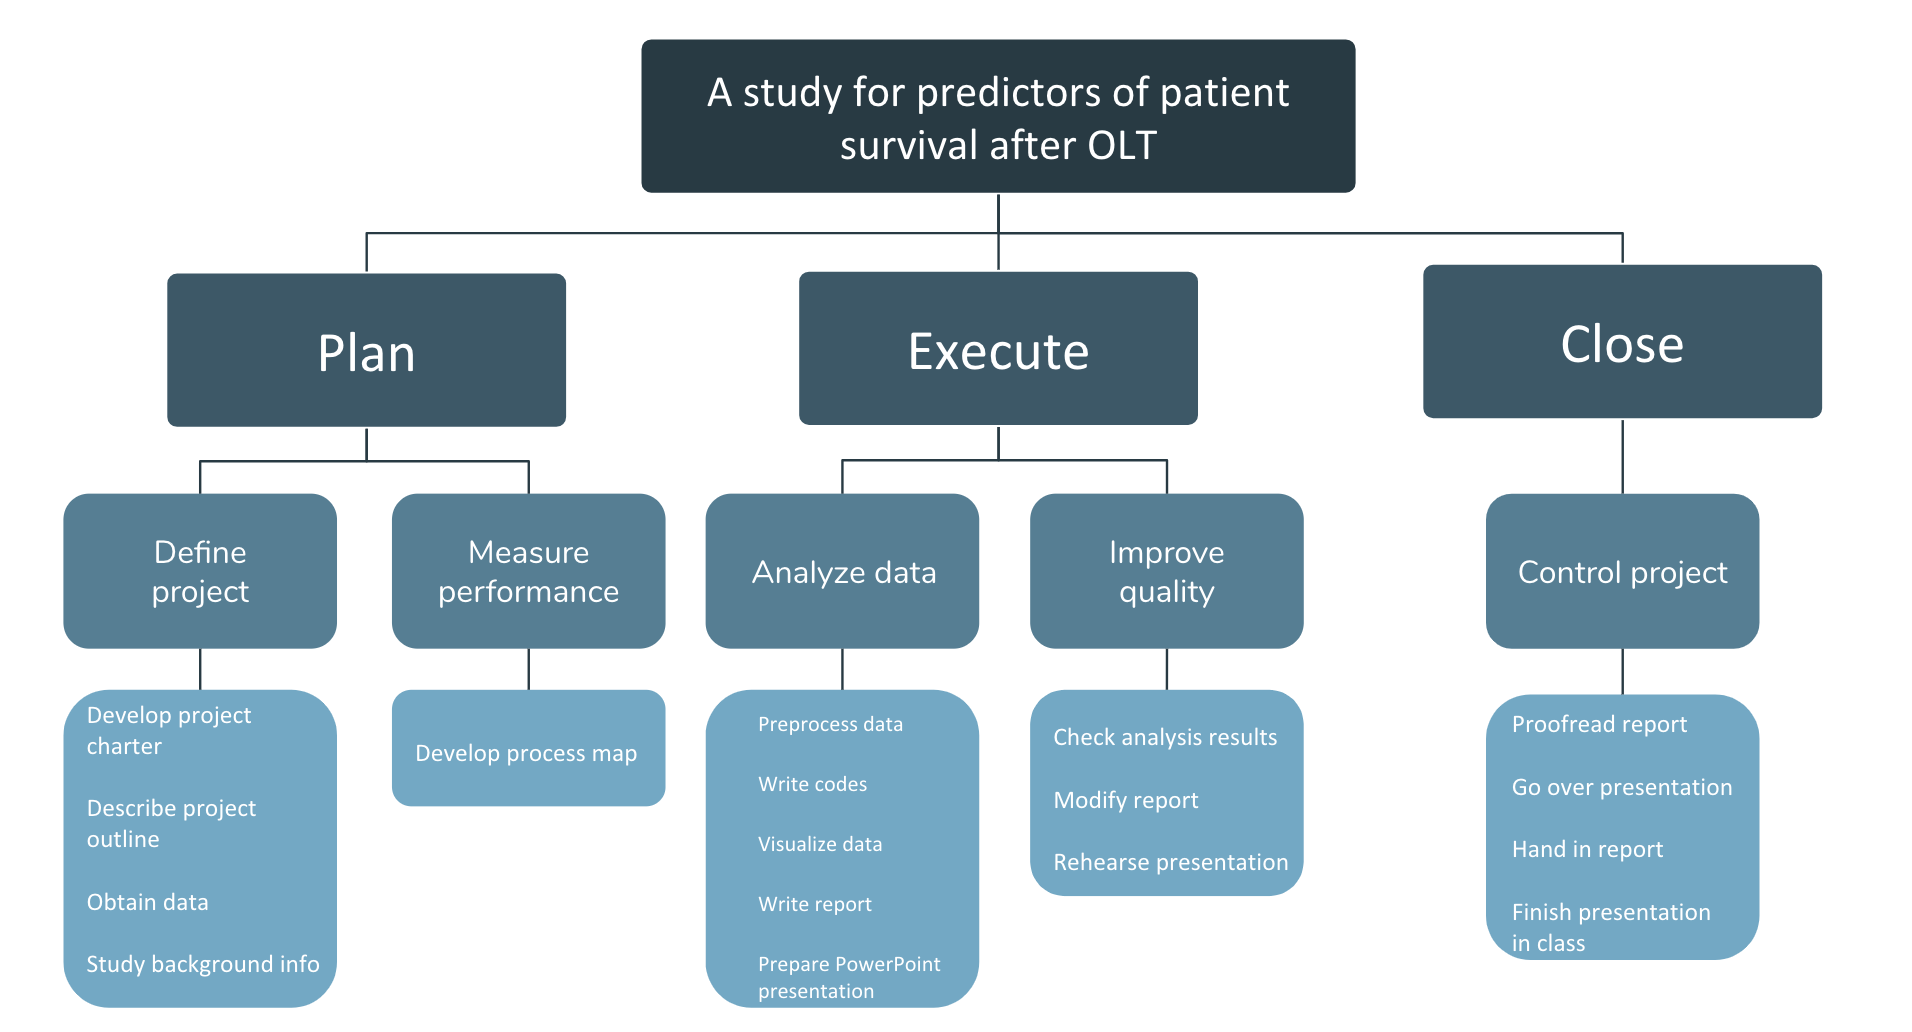 A study for predictors of patient
survival after OLT
Plan
Execute
Close
Define
project
Measure
performance
Analyze data
Improve
quality
Control project
Develop project
charter
Describe project
outline
Obtain data
Study background info
Develop process map
Preprocess data
Write codes
Visualize data
Write report
Prepare PowerPoint
presentation
Check analysis results
Modify report
Rehearse presentation
Proofread report
Go over presentation
Hand in report
Finish presentation
in class